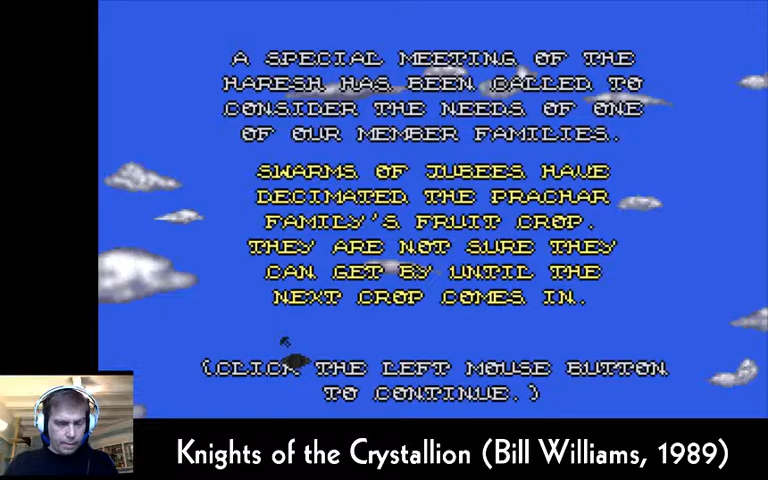 A SPECIAL MEETING OF THE
HARESH HAS BEEN CALLED TO
CONSIDER THE NEEDS OF ONE
OF OUR MEMBER FAMILIES.
SWARMS OF JUBEES HAVE
DECIMATED THE PRACHAR
FAMILY'S FRUIT CROP.
THEY ARE NOT SURE THEY
CAN GET BY UNTIL THE
NEXT CROP COMES IN.
(CLICK THE LEFT MOUSE BUTTON
TO CONTINUE.)
Knights of the Crystallion (Bill Williams, 1989)